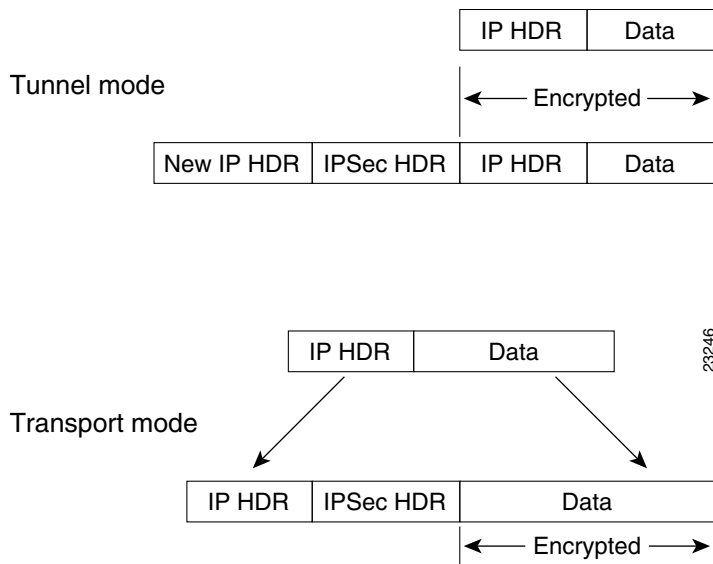 IP HDR Data
Tunnel mode
Encrypted
New IP HDR IPSec HDR IP HDR Data
IP HDR Data
23246
Transport mode
IP HDR IPSec HDR Data
Encrypted